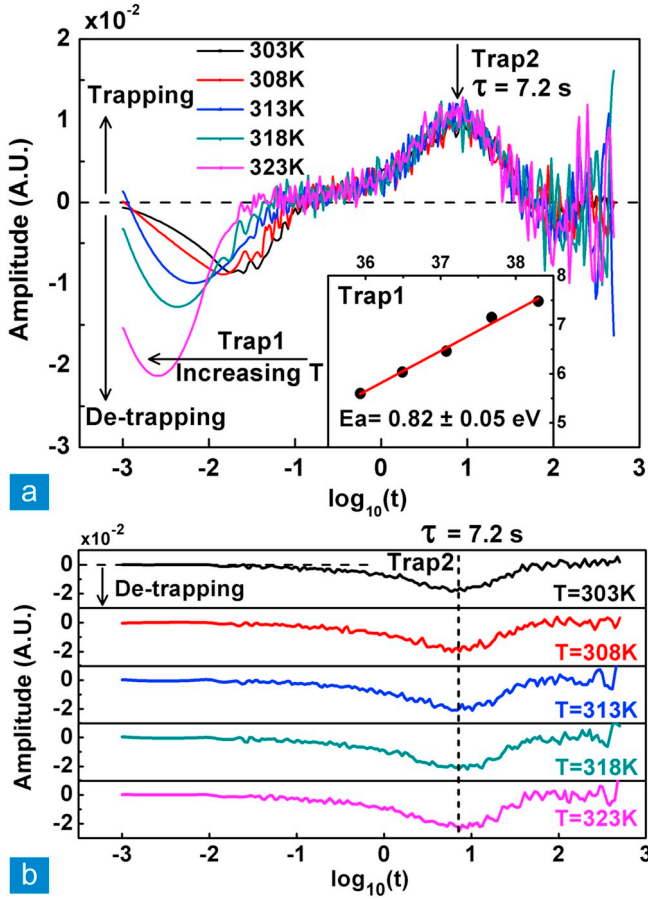 x10⁻²
2
1
0
-1
-2
-3
Amplitude (A.U.)
Trapping
De-trapping
303K
308K
313K
318K
323K
Trap2
τ = 7.2 s
Trap1
Increasing T
36 37 38
Trap1
8
7
6
5
Ea= 0.82 ± 0.05 eV
-3 -2 -1 0 1 2 3
log₁₀(t)
a
τ = 7.2 s
x10⁻²
0
-2
Trap2
De-trapping
T=303K
0
-2
T=308K
0
-2
T=313K
0
-2
T=318K
0
-2
T=323K
Amplitude (A.U.)
-3 -2 -1 0 1 2 3
log₁₀(t)
b